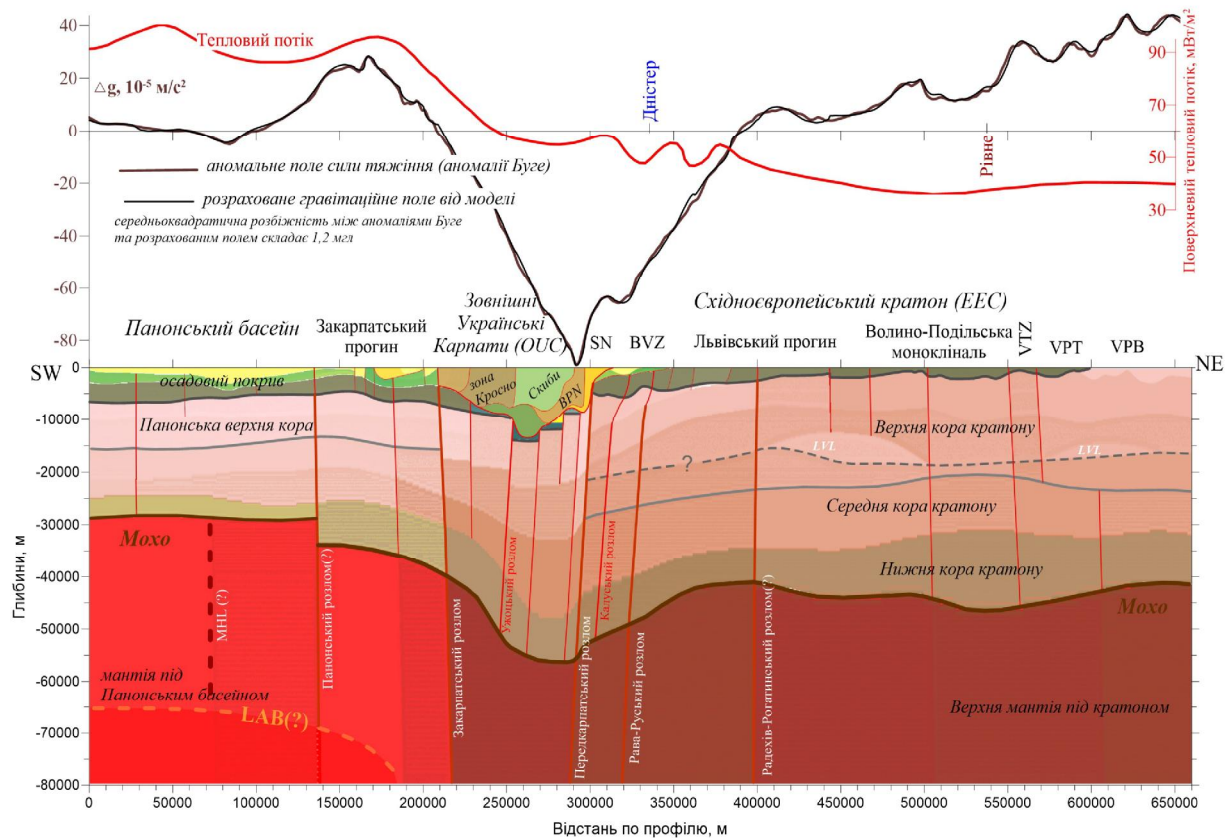 40
20
0
-20
-40
-60
-80
Тепловий потік
△g, 10⁻⁵ м/с²
Дністер
Рівне
90
70
50
30
Поверхневий тепловий потік, мВт/м²
аномальне поле сили тяжіння (аномалії Буге)
розраховане гравітаційне поле від моделі
середньоквадратична розбіжність між аномаліями Буге
та розрахованим полем складає 1,2 мгл
Панонський басейн
Закарпатський
прогин
Зовнішні
Українські
Карпати (OUC)
SN
BVZ
Східноєвропейський кратон (EEC)
Львівський прогин
Волино-Подільська
монокліналь
VTZ
VPT
VPB
SW
NE
осадовий покрив
зона
Кросно
Скиби
BPN
Панонська верхня кора
Верхня кора кратону
LVL
LVL
?
Середня кора кратону
Нижня кора кратону
Мохо
Мохо
MHL (?)
Панонський розлом(?)
Закарпатський розлом
Ужоцький розлом
Передкарпатський розлом
Калуський розлом
Рава-Руський розлом
Радехів-Рогатинський розлом(?)
мантія під
Панонським басейном
LAB(?)
Верхня мантія під кратоном
Глибини, м
0
-10000
-20000
-30000
-40000
-50000
-60000
-70000
-80000
0
50000
100000
150000
200000
250000
300000
350000
400000
450000
500000
550000
600000
650000
Відстань по профілю, м